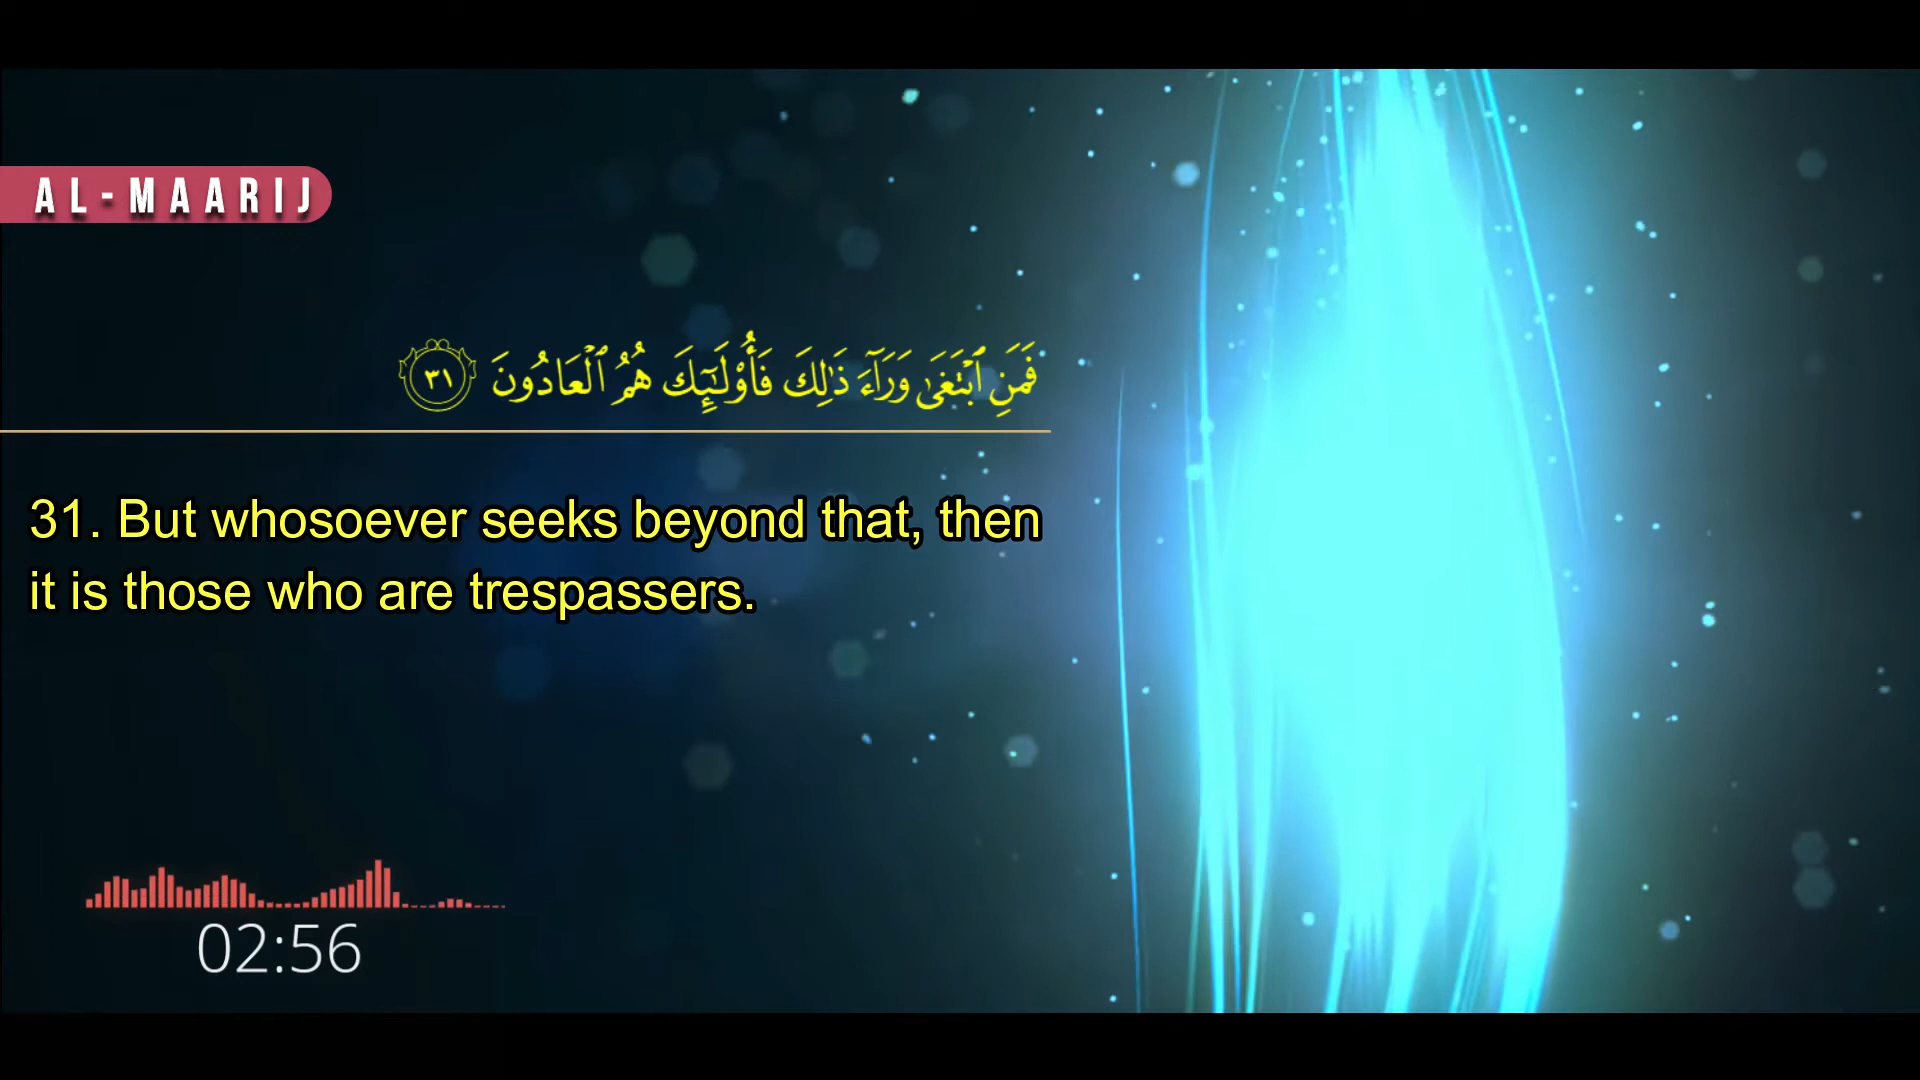 AL-MAARIJ
فَمَنِ ٱبْتَغَىٰ وَرَآءَ ذَٰلِكَ فَأُو۟لَـٰٓئِكَ هُمُ ٱلْعَادُونَ ٣١
31. But whosoever seeks beyond that, then
it is those who are trespassers.
02:56